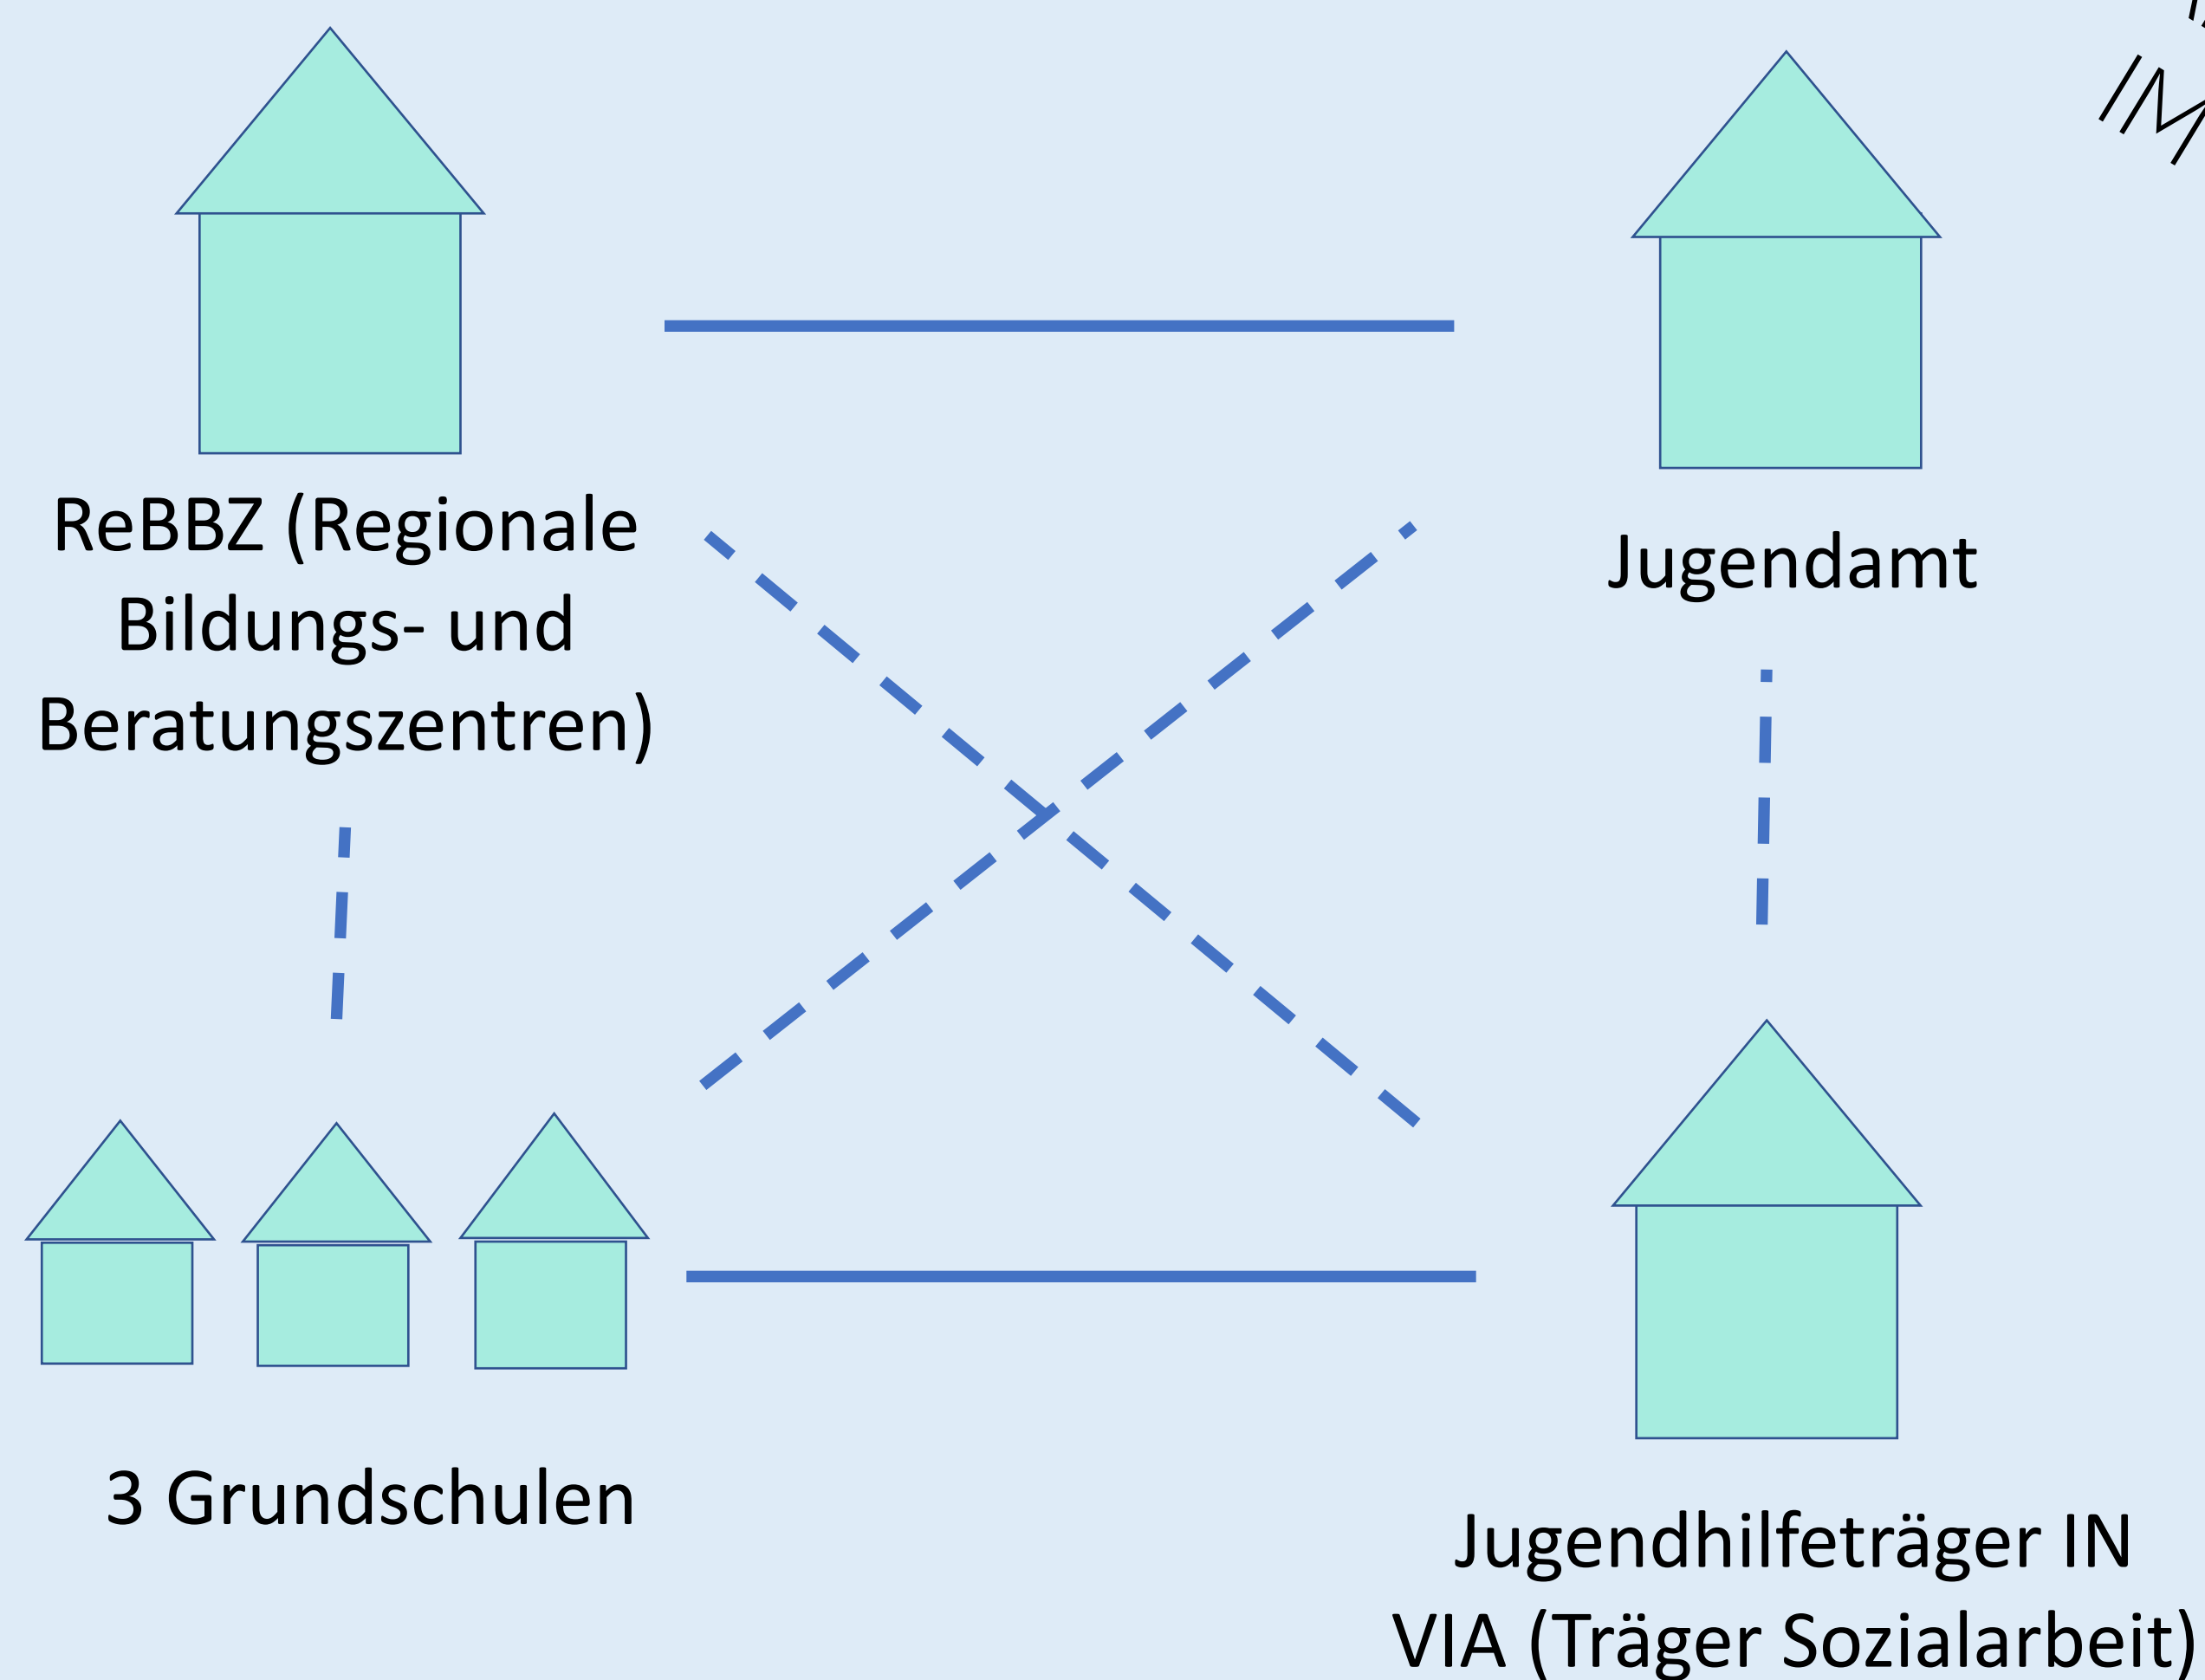 ReBBZ (Regionale
Bildungs- und
Beratungszentren)
Jugendamt
3 Grundschulen
Jugendhilfeträger IN
VIA (Träger Sozialarbeit)